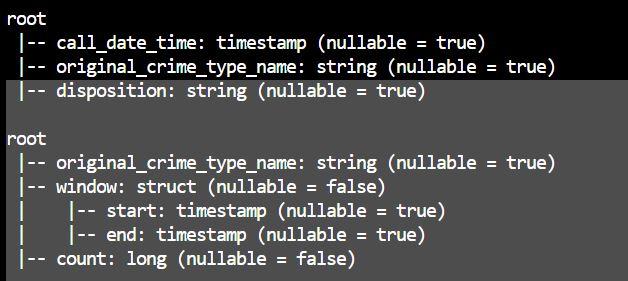 root
 |-- call_date_time: timestamp (nullable = true)
 |-- original_crime_type_name: string (nullable = true)
 |-- disposition: string (nullable = true)

root
 |-- original_crime_type_name: string (nullable = true)
 |-- window: struct (nullable = false)
 |    |-- start: timestamp (nullable = true)
 |    |-- end: timestamp (nullable = true)
 |-- count: long (nullable = false)